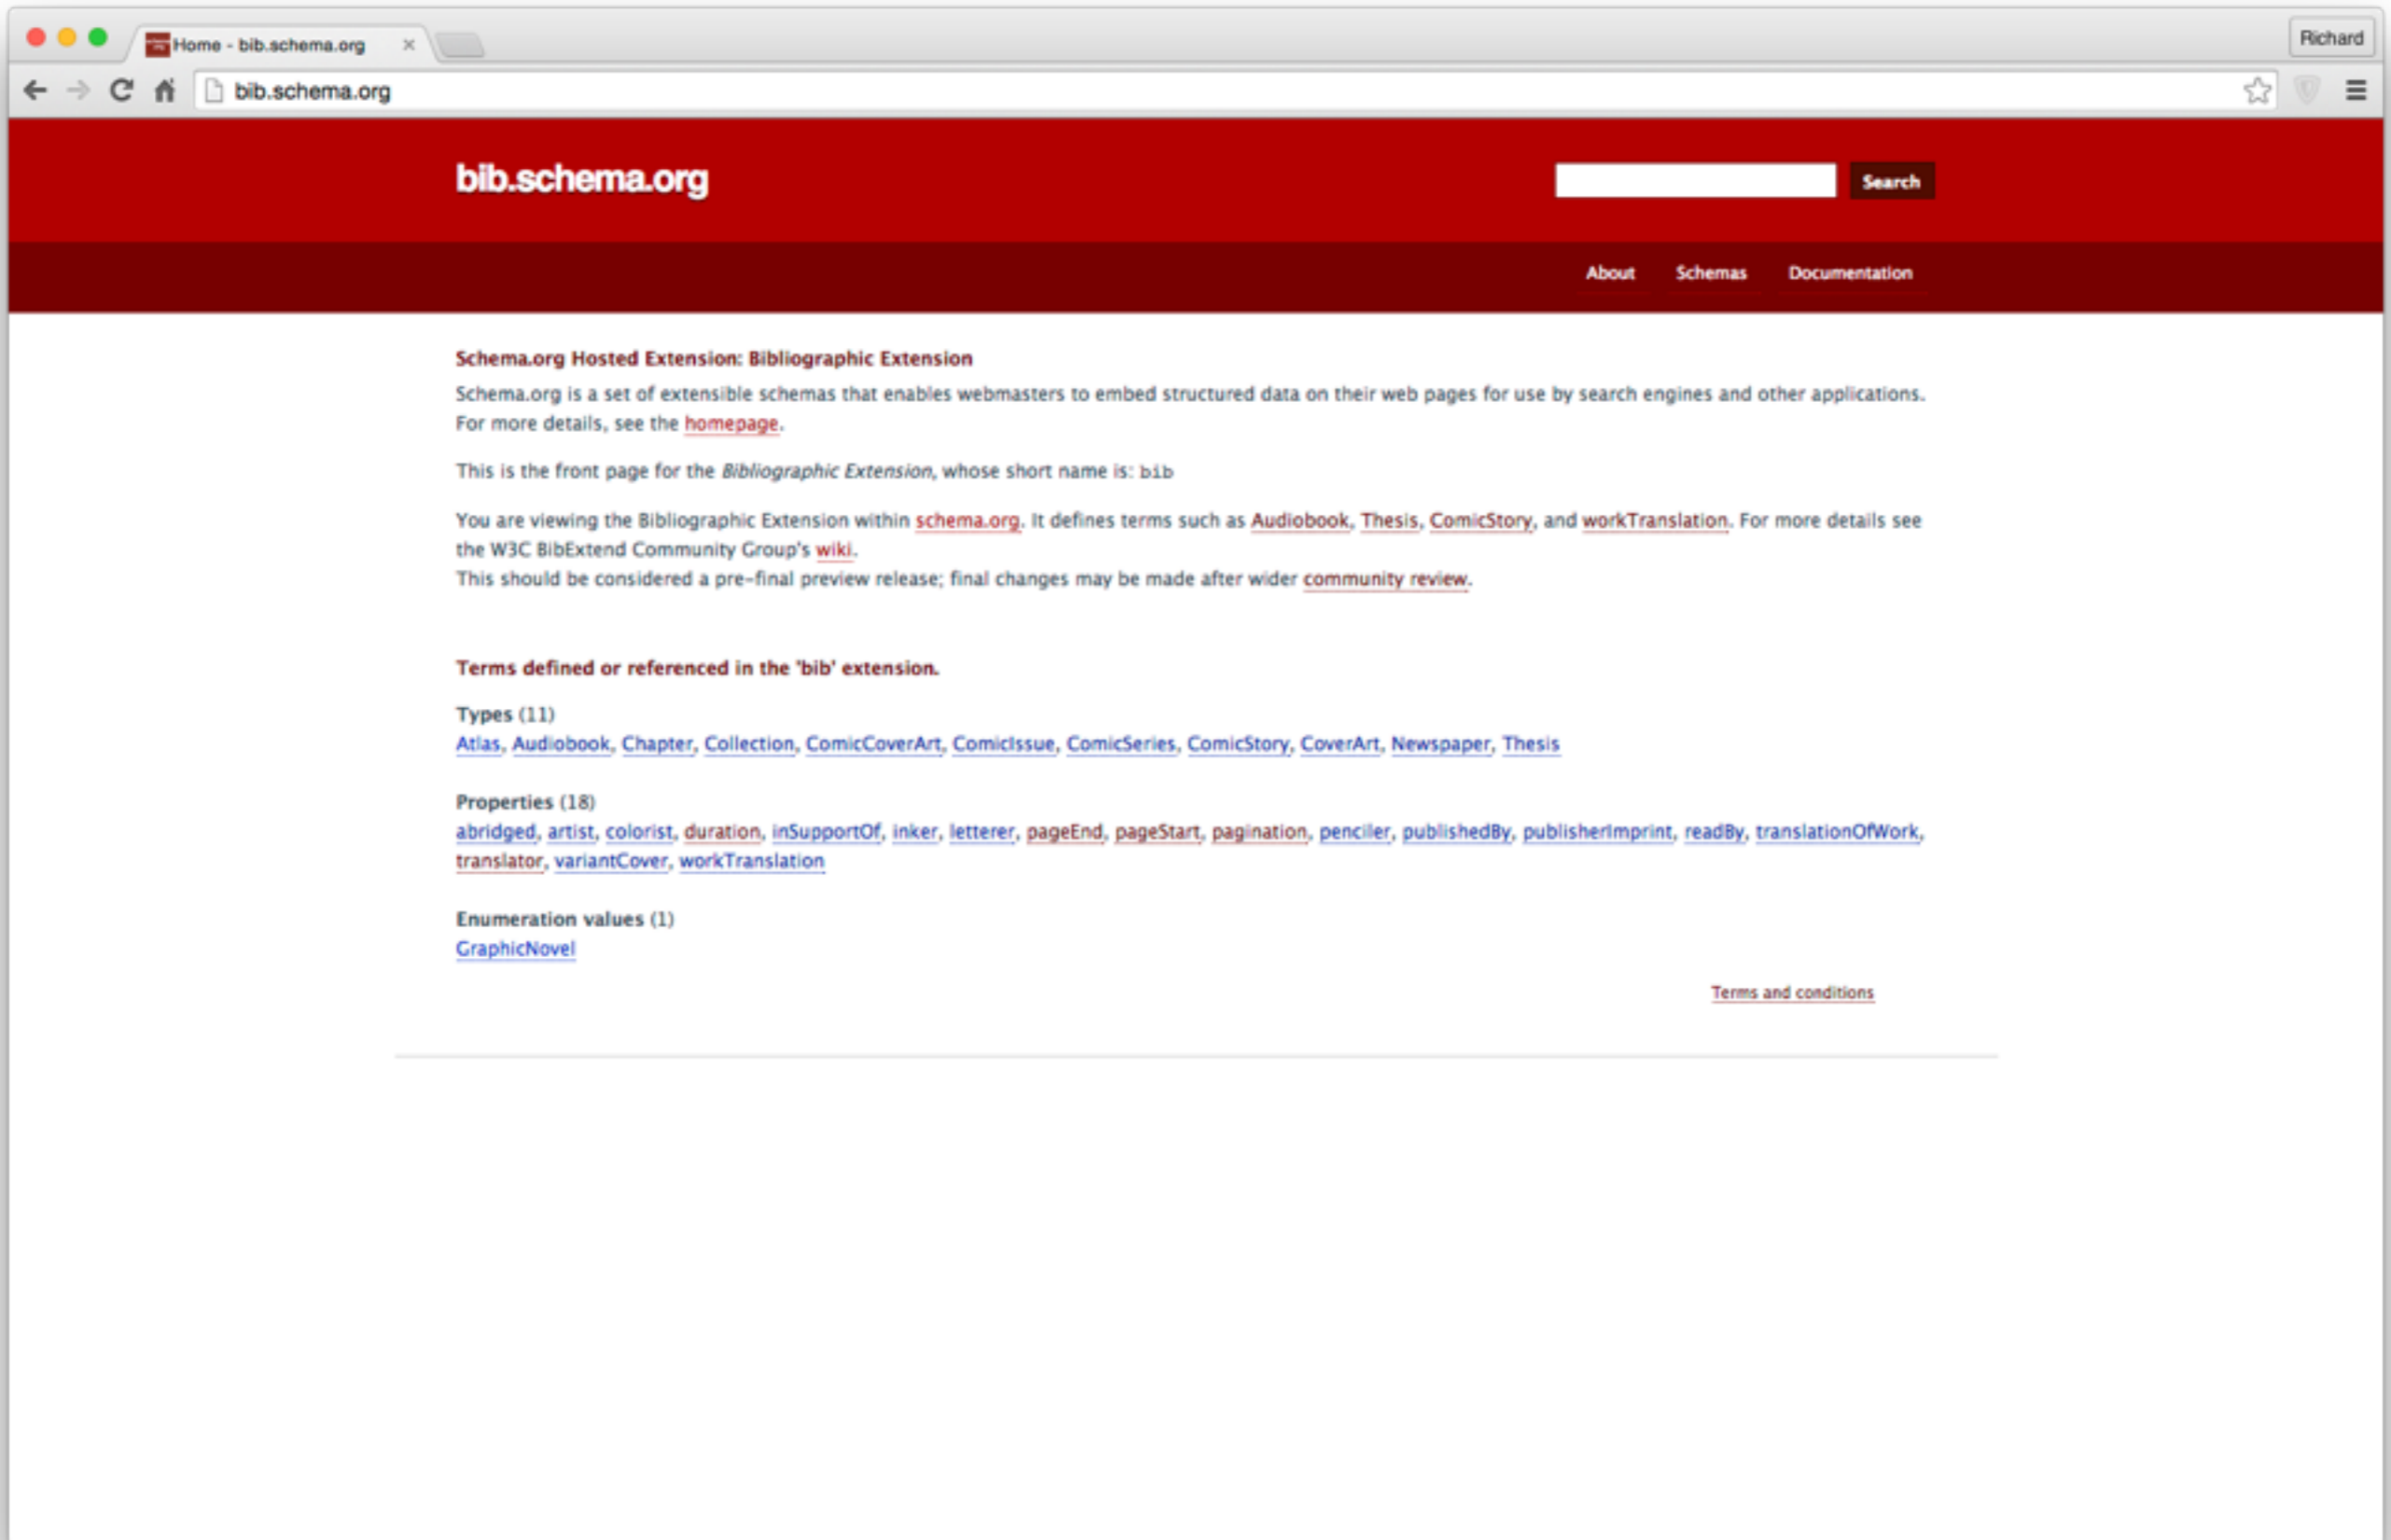 Home - bib.schema.org
Richard
bib.schema.org
bib.schema.org
Search
About Schemas Documentation
Schema.org Hosted Extension: Bibliographic Extension
Schema.org is a set of extensible schemas that enables webmasters to embed structured data on their web pages for use by search engines and other applications.
For more details, see the homepage.
This is the front page for the Bibliographic Extension, whose short name is: bib
You are viewing the Bibliographic Extension within schema.org. It defines terms such as Audiobook, Thesis, ComicStory, and workTranslation. For more details see
the W3C BibExtend Community Group's wiki.
This should be considered a pre-final preview release; final changes may be made after wider community review.
Terms defined or referenced in the 'bib' extension.
Types (11)
Atlas, Audiobook, Chapter, Collection, ComicCoverArt, ComicIssue, ComicSeries, ComicStory, CoverArt, Newspaper, Thesis
Properties (18)
abridged, artist, colorist, duration, inSupportOf, inker, letterer, pageEnd, pageStart, pagination, penciler, publishedBy, publisherImprint, readBy, translationOfWork,
translator, variantCover, workTranslation
Enumeration values (1)
GraphicNovel
Terms and conditions